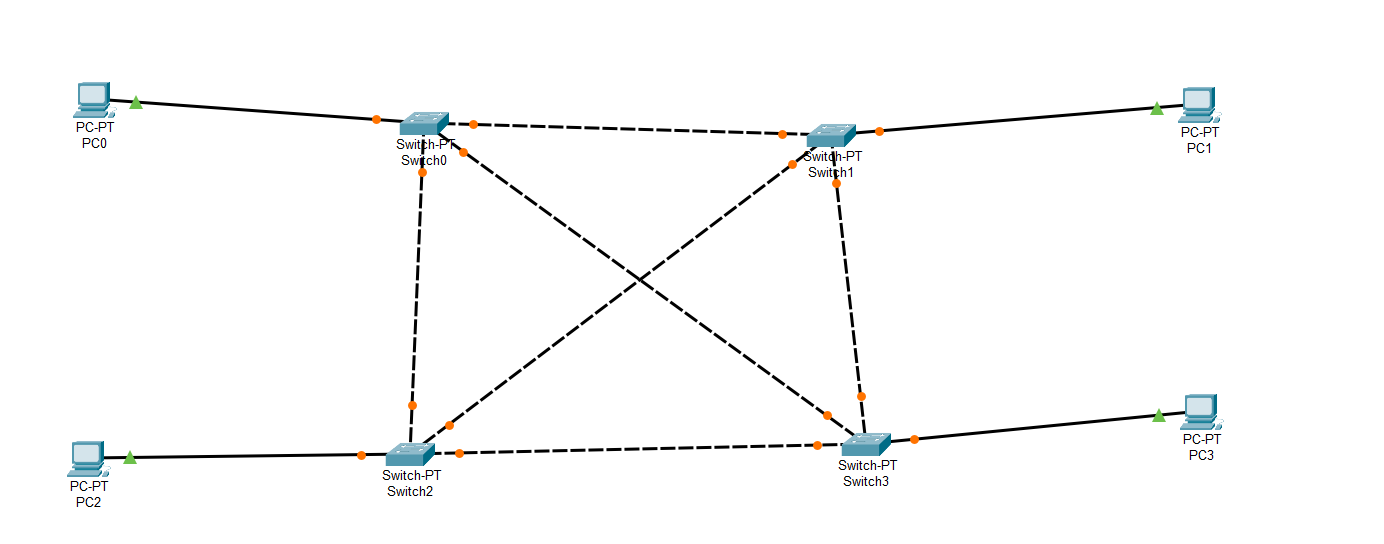 PC-PT
PC0
Switch-PT
Switch0
Switch-PT
Switch1
PC-PT
PC1
PC-PT
PC2
Switch-PT
Switch2
Switch-PT
Switch3
PC-PT
PC3